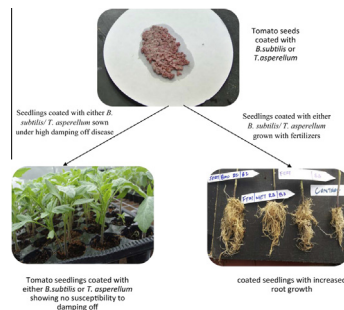 Tomato seeds
coated with
B.subtilis or
T.asperellum
Seedlings coated with either B.
subtilis/ T. asperellum sown
under high damping off disease
Seedlings coated with either
B. subtilis/ T. asperellum
grown with fertilizers
Control
Tomato seedlings coated with
either B.subtilis or T. asperellum
showing no susceptibility to
damping off
coated seedlings with increased
root growth